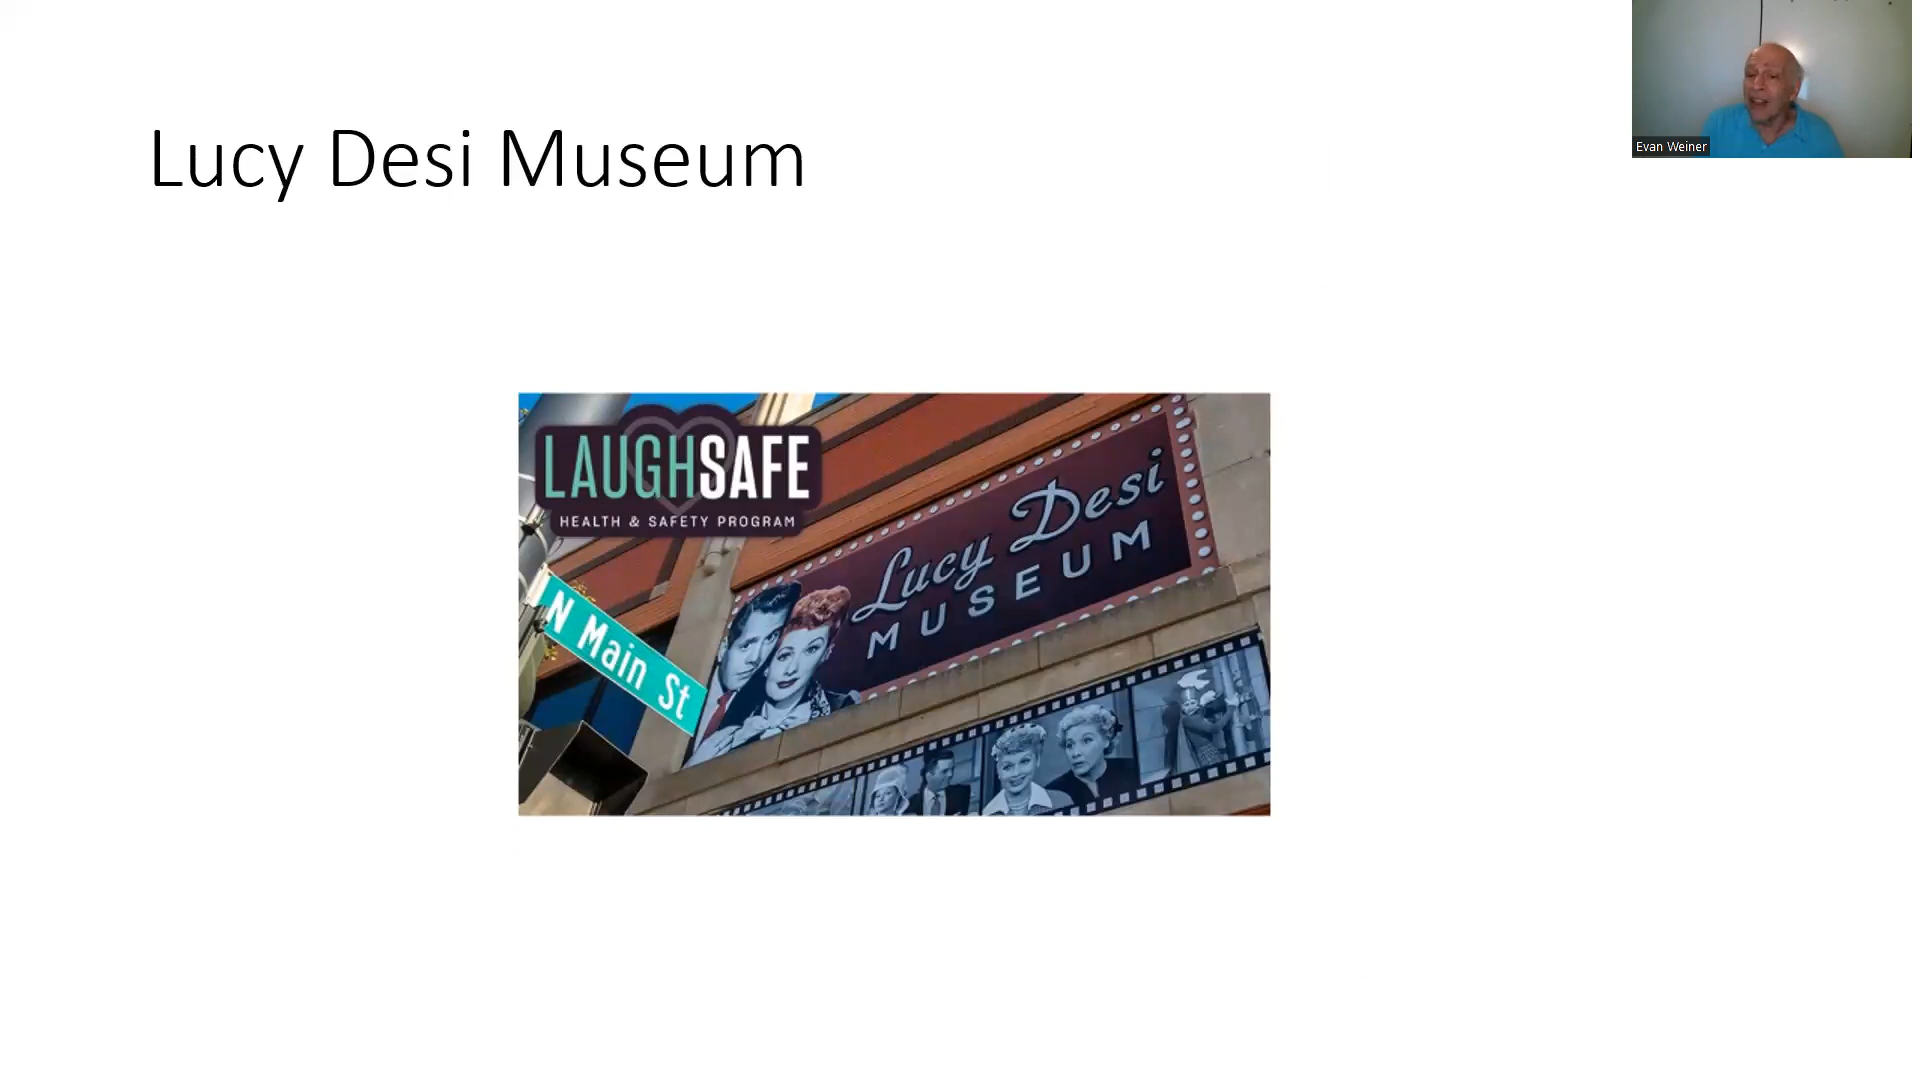 Lucy Desi Museum
Evan Weiner
LAUGHSAFE
HEALTH & SAFETY PROGRAM
Lucy Desi
MUSEUM
N Main St